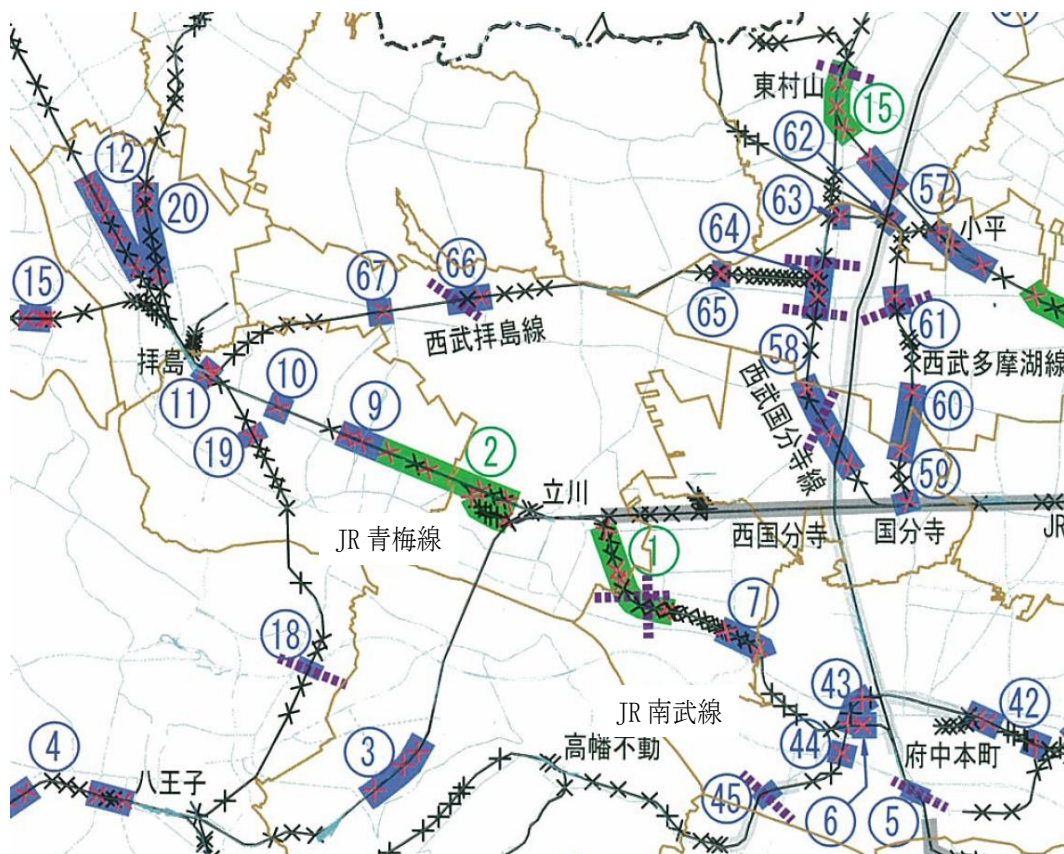 東村山
⑮
62
⑫
⑳
63
57
小平
64
67
66
⑮
65
61
西武拝島線
58
西武多摩湖線
拝島
⑩
⑪
⑨
西武国分寺線
60
⑲
②
59
立川
JR 青梅線
西国分寺
国分寺
JR
①
⑦
⑱
43
JR 南武線
42
③
④
高幡不動
44
府中本町
八王子
45
⑥
⑤